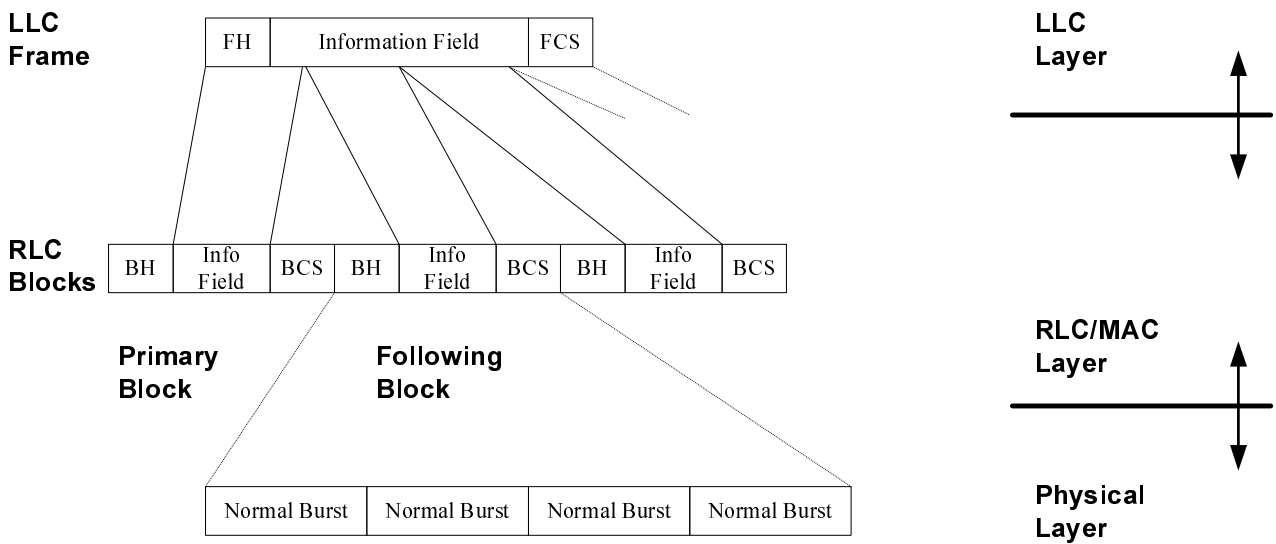 LLC
Frame
FH Information Field FCS
LLC
Layer
RLC
Blocks
BH Info Field BCS BH Info Field BCS BH Info Field BCS
Primary
Block
Following
Block
RLC/MAC
Layer
Normal Burst Normal Burst Normal Burst Normal Burst
Physical
Layer